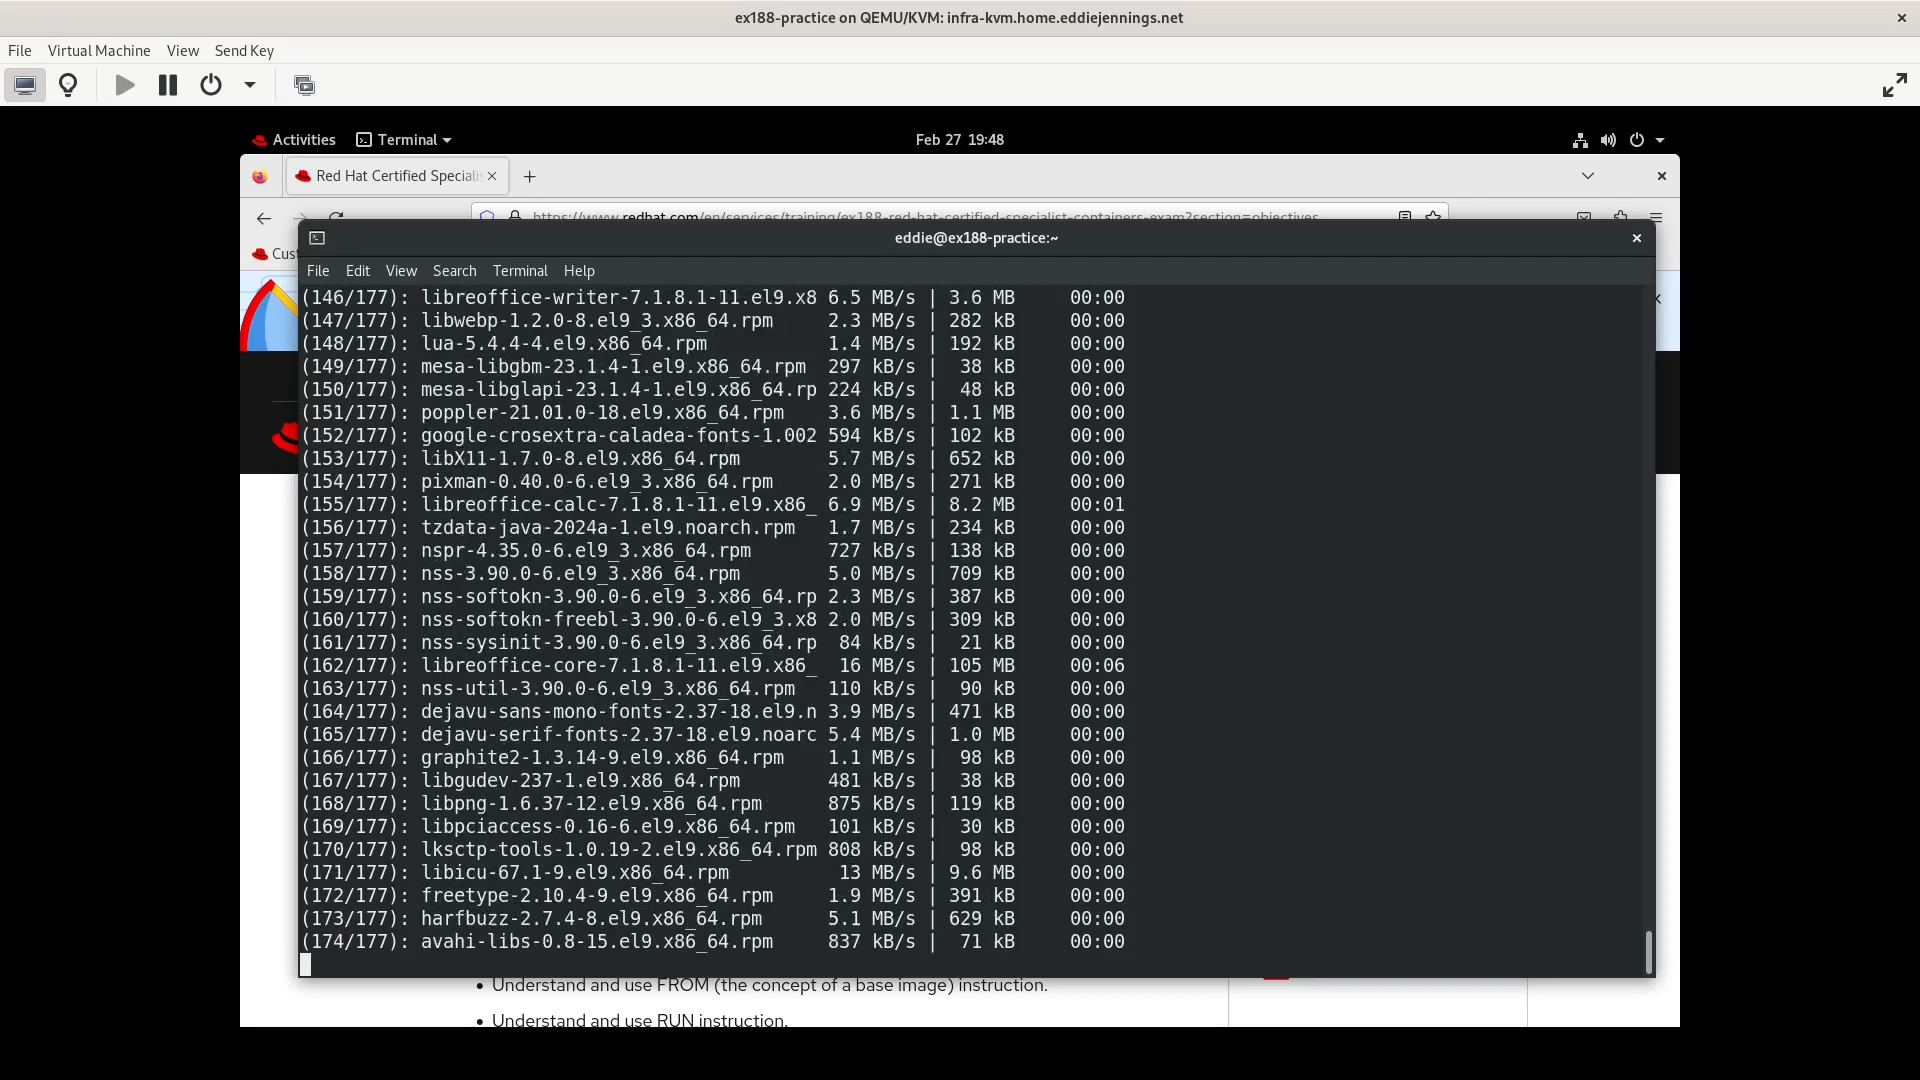 ex188-practice on QEMU/KVM: infra-kvm.home.eddiejennings.net
File Virtual Machine View Send Key
Activities Terminal Feb 27 19:48
Red Hat Certified Speciali
https://www.redhat.com/en/services/training/ex188-red-hat-certified-specialist-containers-exam?section=objectives
Cust
eddie@ex188-practice:~
File Edit View Search Terminal Help
(146/177): libreoffice-writer-7.1.8.1-11.el9.x8 6.5 MB/s | 3.6 MB 00:00
(147/177): libwebp-1.2.0-8.el9_3.x86_64.rpm 2.3 MB/s | 282 kB 00:00
(148/177): lua-5.4.4-4.el9.x86_64.rpm 1.4 MB/s | 192 kB 00:00
(149/177): mesa-libgbm-23.1.4-1.el9.x86_64.rpm 297 kB/s | 38 kB 00:00
(150/177): mesa-libglapi-23.1.4-1.el9.x86_64.rp 224 kB/s | 48 kB 00:00
(151/177): poppler-21.01.0-18.el9.x86_64.rpm 3.6 MB/s | 1.1 MB 00:00
(152/177): google-crosextra-caladea-fonts-1.002 594 kB/s | 102 kB 00:00
(153/177): libX11-1.7.0-8.el9.x86_64.rpm 5.7 MB/s | 652 kB 00:00
(154/177): pixman-0.40.0-6.el9_3.x86_64.rpm 2.0 MB/s | 271 kB 00:00
(155/177): libreoffice-calc-7.1.8.1-11.el9.x86_ 6.9 MB/s | 8.2 MB 00:01
(156/177): tzdata-java-2024a-1.el9.noarch.rpm 1.7 MB/s | 234 kB 00:00
(157/177): nspr-4.35.0-6.el9_3.x86_64.rpm 727 kB/s | 138 kB 00:00
(158/177): nss-3.90.0-6.el9_3.x86_64.rpm 5.0 MB/s | 709 kB 00:00
(159/177): nss-softokn-3.90.0-6.el9_3.x86_64.rp 2.3 MB/s | 387 kB 00:00
(160/177): nss-softokn-freebl-3.90.0-6.el9_3.x8 2.0 MB/s | 309 kB 00:00
(161/177): nss-sysinit-3.90.0-6.el9_3.x86_64.rp 84 kB/s | 21 kB 00:00
(162/177): libreoffice-core-7.1.8.1-11.el9.x86_ 16 MB/s | 105 MB 00:06
(163/177): nss-util-3.90.0-6.el9_3.x86_64.rpm 110 kB/s | 90 kB 00:00
(164/177): dejavu-sans-mono-fonts-2.37-18.el9.n 3.9 MB/s | 471 kB 00:00
(165/177): dejavu-serif-fonts-2.37-18.el9.noarc 5.4 MB/s | 1.0 MB 00:00
(166/177): graphite2-1.3.14-9.el9.x86_64.rpm 1.1 MB/s | 98 kB 00:00
(167/177): libgudev-237-1.el9.x86_64.rpm 481 kB/s | 38 kB 00:00
(168/177): libpng-1.6.37-12.el9.x86_64.rpm 875 kB/s | 119 kB 00:00
(169/177): libpciaccess-0.16-6.el9.x86_64.rpm 101 kB/s | 30 kB 00:00
(170/177): lksctp-tools-1.0.19-2.el9.x86_64.rpm 808 kB/s | 98 kB 00:00
(171/177): libicu-67.1-9.el9.x86_64.rpm 13 MB/s | 9.6 MB 00:00
(172/177): freetype-2.10.4-9.el9.x86_64.rpm 1.9 MB/s | 391 kB 00:00
(173/177): harfbuzz-2.7.4-8.el9.x86_64.rpm 5.1 MB/s | 629 kB 00:00
(174/177): avahi-libs-0.8-15.el9.x86_64.rpm 837 kB/s | 71 kB 00:00
• Understand and use FROM (the concept of a base image) instruction.
• Understand and use RUN instruction.